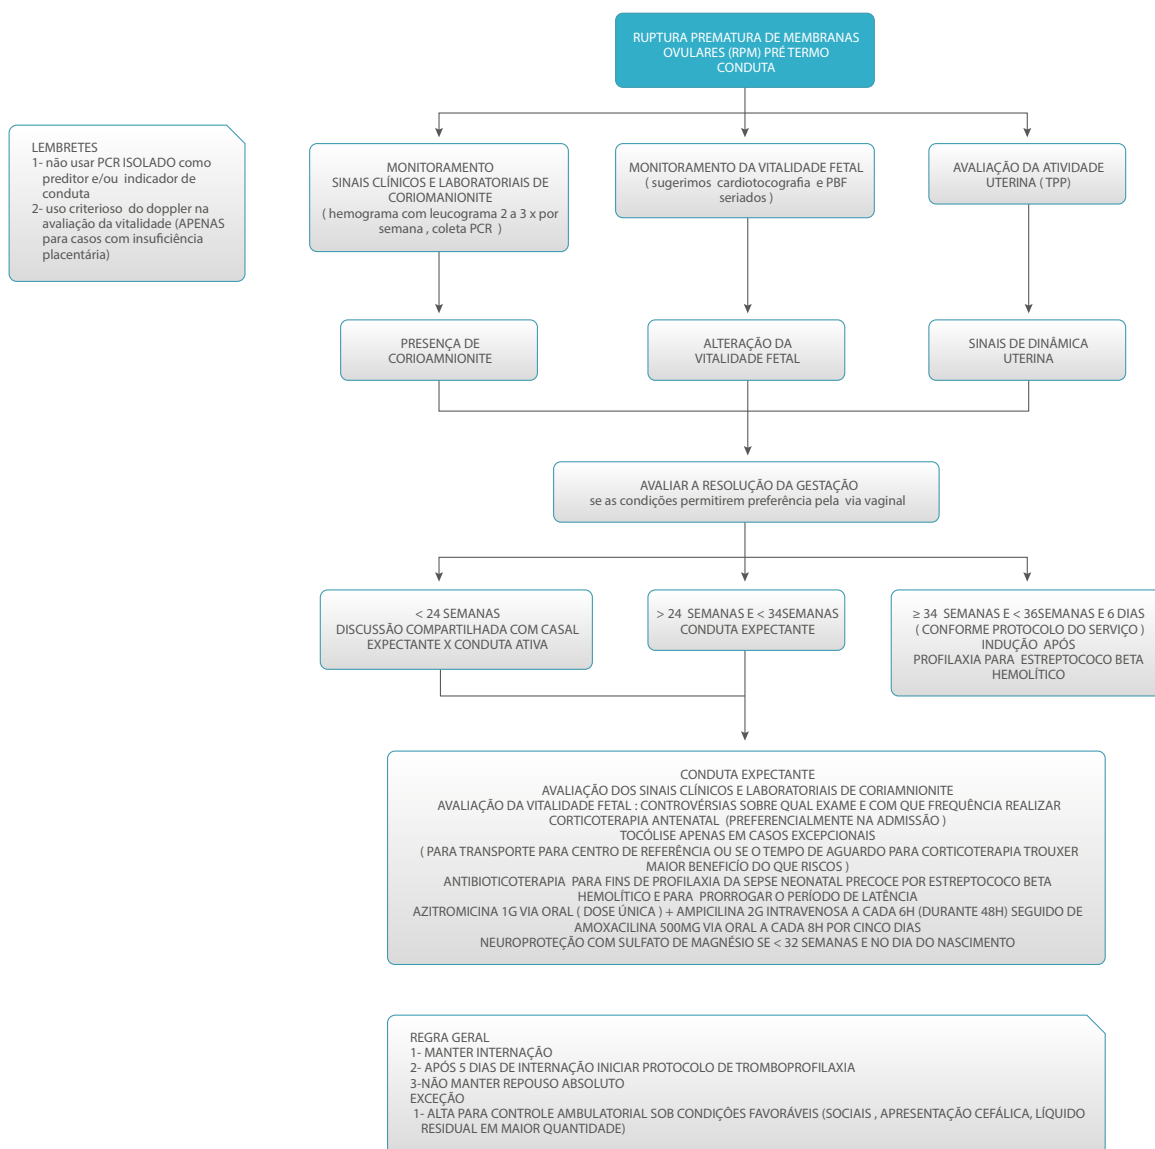 RUPTURA PREMATURA DE MEMBRANAS
OVULARES (RPM) PRÉ TERMO
CONDUTA
LEMBRETES
1- não usar PCR ISOLADO como
preditor e/ou indicador de
conduta
2- uso criterioso do doppler na
avaliação da vitalidade (APENAS
para casos com insuficiência
placentária)
MONITORAMENTO
SINAIS CLÍNICOS E LABORATORIAIS DE
CORIOMANIONITE
( hemograma com leucograma 2 a 3 x por
semana , coleta PCR )
MONITORAMENTO DA VITALIDADE FETAL
( sugerimos cardiotocografia e PBF
seriados )
AVALIAÇÃO DA ATIVIDADE
UTERINA ( TPP)
PRESENÇA DE
CORIOAMNIONITE
ALTERAÇÃO DA
VITALIDADE FETAL
SINAIS DE DINÂMICA
UTERINA
AVALIAR A RESOLUÇÃO DA GESTAÇÃO
se as condições permitirem preferência pela via vaginal
< 24 SEMANAS
DISCUSSÃO COMPARTILHADA COM CASAL
EXPECTANTE X CONDUTA ATIVA
> 24 SEMANAS E < 34SEMANAS
CONDUTA EXPECTANTE
≥ 34 SEMANAS E < 36SEMANAS E 6 DIAS
( CONFORME PROTOCOLO DO SERVIÇO )
INDUÇÃO APÓS
PROFILAXIA PARA ESTREPTOCOCO BETA
HEMOLÍTICO
CONDUTA EXPECTANTE
AVALIAÇÃO DOS SINAIS CLÍNICOS E LABORATORIAIS DE CORIAMNIONITE
AVALIAÇÃO DA VITALIDADE FETAL : CONTROVÉRSIAS SOBRE QUAL EXAME E COM QUE FREQUÊNCIA REALIZAR
CORTICOTERAPIA ANTENATAL (PREFERENCIALMENTE NA ADMISSÃO )
TOCÓLISE APENAS EM CASOS EXCEPCIONAIS
( PARA TRANSPORTE PARA CENTRO DE REFERÊNCIA OU SE O TEMPO DE AGUARDO PARA CORTICOTERAPIA TROUXER
MAIOR BENEFICÍO DO QUE RISCOS )
ANTIBIOTICOTERAPIA PARA FINS DE PROFILAXIA DA SEPSE NEONATAL PRECOCE POR ESTREPTOCOCO BETA
HEMOLÍTICO E PARA PRORROGAR O PERÍODO DE LATÊNCIA
AZITROMICINA 1G VIA ORAL ( DOSE ÚNICA ) + AMPICILINA 2G INTRAVENOSA A CADA 6H (DURANTE 48H) SEGUIDO DE
AMOXACILINA 500MG VIA ORAL A CADA 8H POR CINCO DIAS
NEUROPROTEÇÃO COM SULFATO DE MAGNÉSIO SE < 32 SEMANAS E NO DIA DO NASCIMENTO
REGRA GERAL
1- MANTER INTERNAÇÃO
2- APÓS 5 DIAS DE INTERNAÇÃO INICIAR PROTOCOLO DE TROMBOPROFILAXIA
3-NÃO MANTER REPOUSO ABSOLUTO
EXCEÇÃO
1- ALTA PARA CONTROLE AMBULATORIAL SOB CONDIÇÕES FAVORÁVEIS (SOCIAIS , APRESENTAÇÃO CEFÁLICA, LÍQUIDO
RESIDUAL EM MAIOR QUANTIDADE)